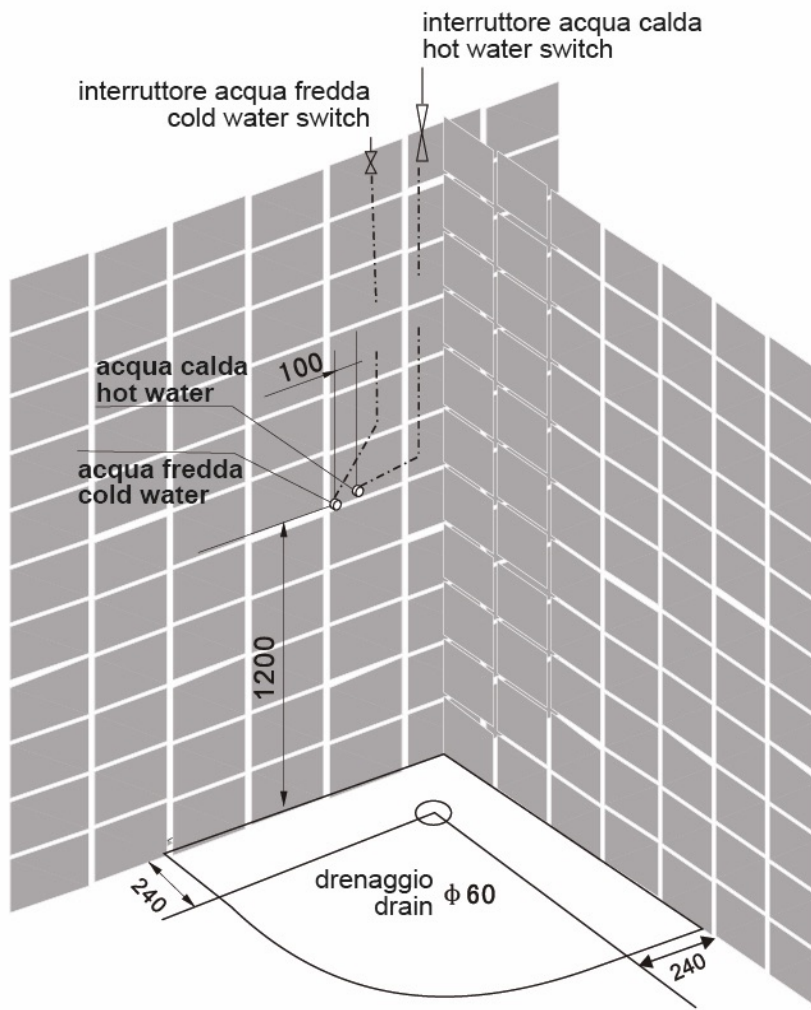 interruttore acqua calda
hot water switch
interruttore acqua fredda
cold water switch
100
acqua calda
hot water
acqua fredda
cold water
1200
240
drenaggio
drain Φ60
240